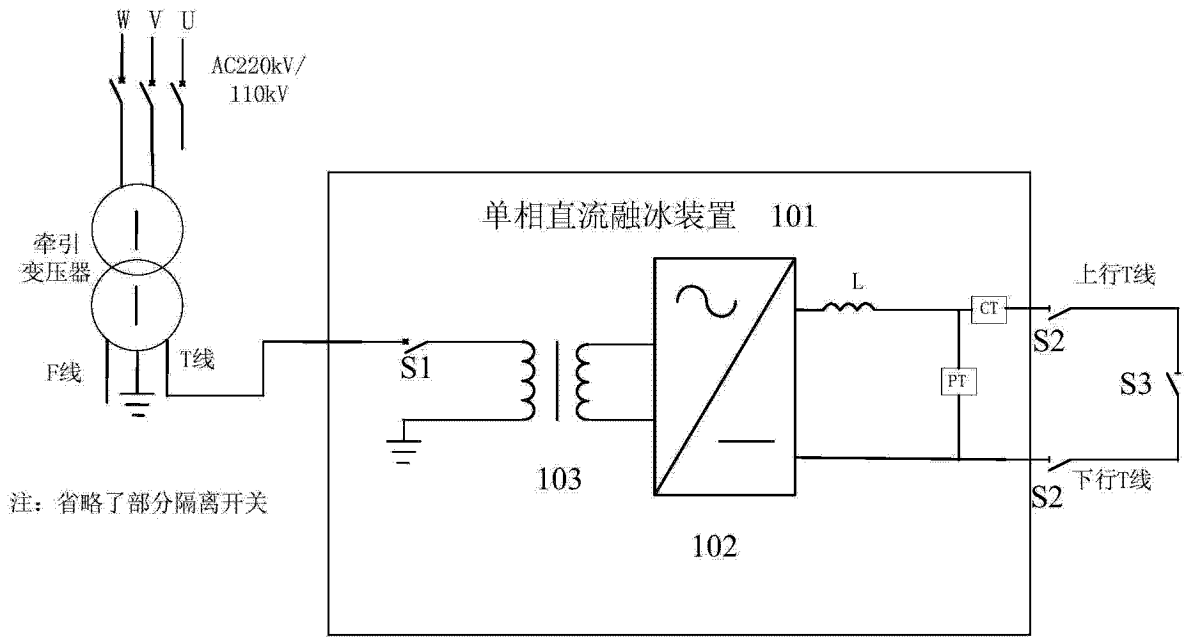 W V U
AC220kV/
110kV
单相直流融冰装置 101
牵引
变压器
上行T线
L
CT
S2
F线
T线
S1
PT
S3
103
下行T线
S2
注：省略了部分隔离开关
102